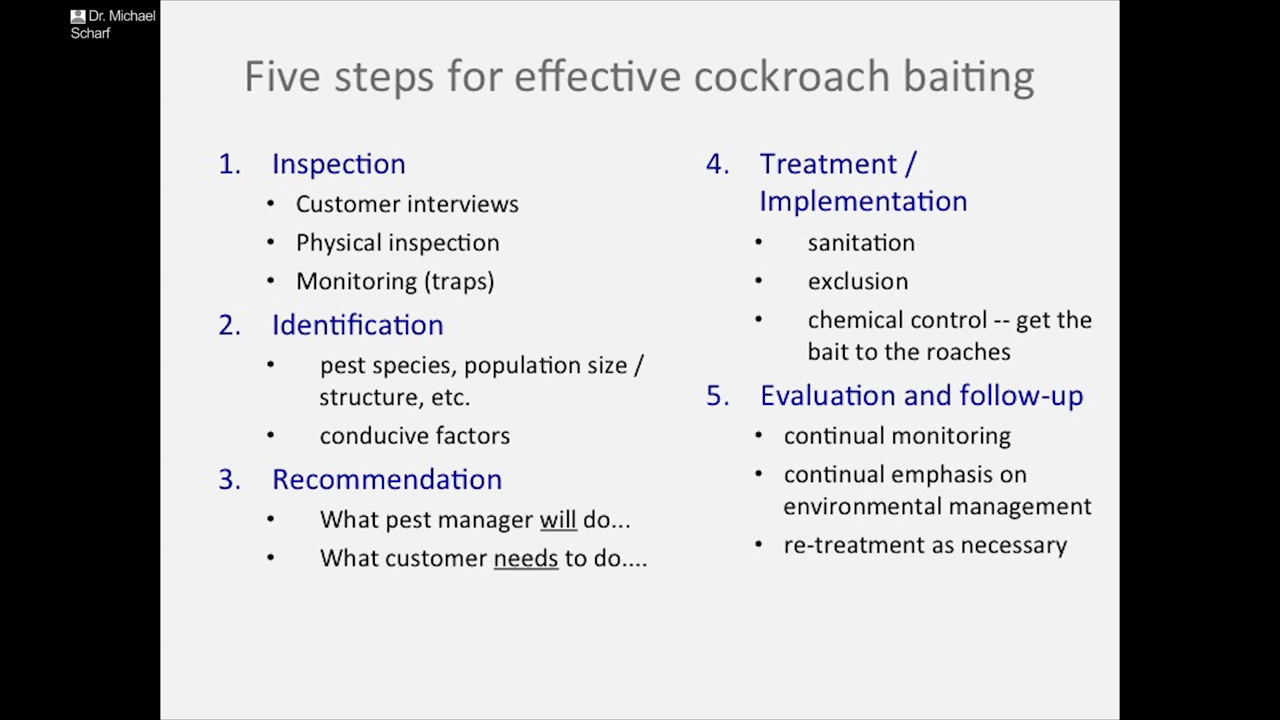 Dr. Michael
Scharf
Five steps for effective cockroach baiting
1. Inspection
• Customer interviews
• Physical inspection
• Monitoring (traps)
2. Identification
• pest species, population size /
structure, etc.
• conducive factors
3. Recommendation
• What pest manager will do...
• What customer needs to do....
4. Treatment /
Implementation
• sanitation
• exclusion
• chemical control -- get the
bait to the roaches
5. Evaluation and follow-up
• continual monitoring
• continual emphasis on
environmental management
• re-treatment as necessary